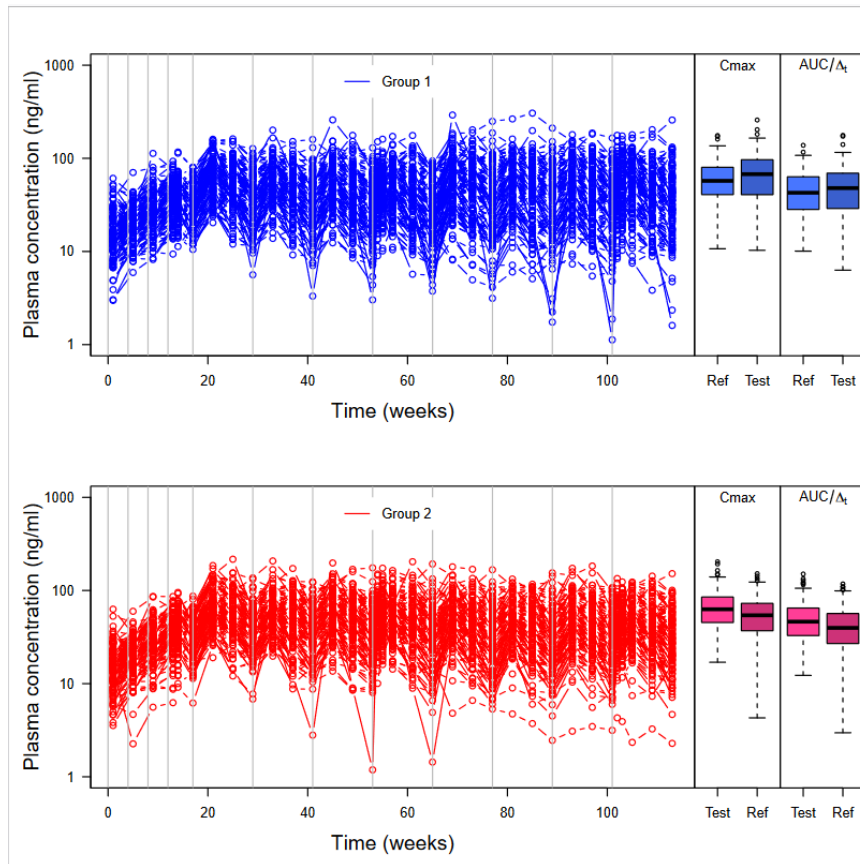 Plasma concentration (ng/ml)
1000
100
10
1
Group 1
Cmax
AUC/Δt
0 20 40 60 80 100
Ref Test Ref Test
Time (weeks)
Plasma concentration (ng/ml)
1000
100
10
1
Group 2
Cmax
AUC/Δt
0 20 40 60 80 100
Test Ref Test Ref
Time (weeks)